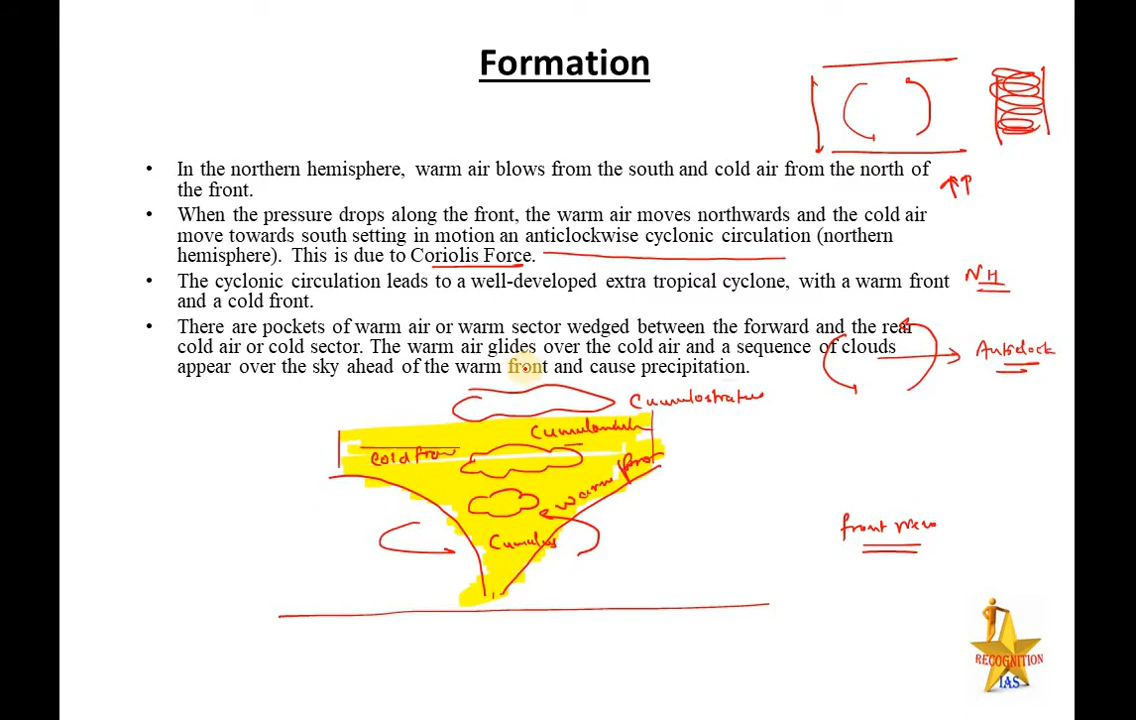 Formation
• In the northern hemisphere, warm air blows from the south and cold air from the north of
the front.
• When the pressure drops along the front, the warm air moves northwards and the cold air
move towards south setting in motion an anticlockwise cyclonic circulation (northern
hemisphere). This is due to Coriolis Force.
• The cyclonic circulation leads to a well-developed extra tropical cyclone, with a warm front
and a cold front.
NH
• There are pockets of warm air or warm sector wedged between the forward and the rear
cold air or cold sector. The warm air glides over the cold air and a sequence of clouds
appear over the sky ahead of the warm front and cause precipitation.
Anticlock
Cumulostratus
cold fron
warm front
Cumulus
front
RECOGNITION
IAS